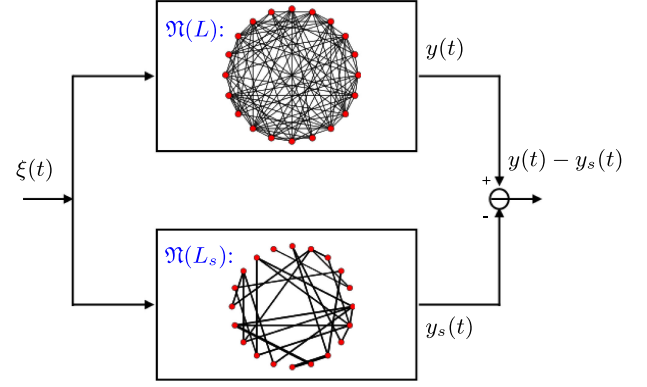 𝔑(L):
y(t)
ξ(t)
y(t) − y_s(t)
+
-
𝔑(L_s):
y_s(t)